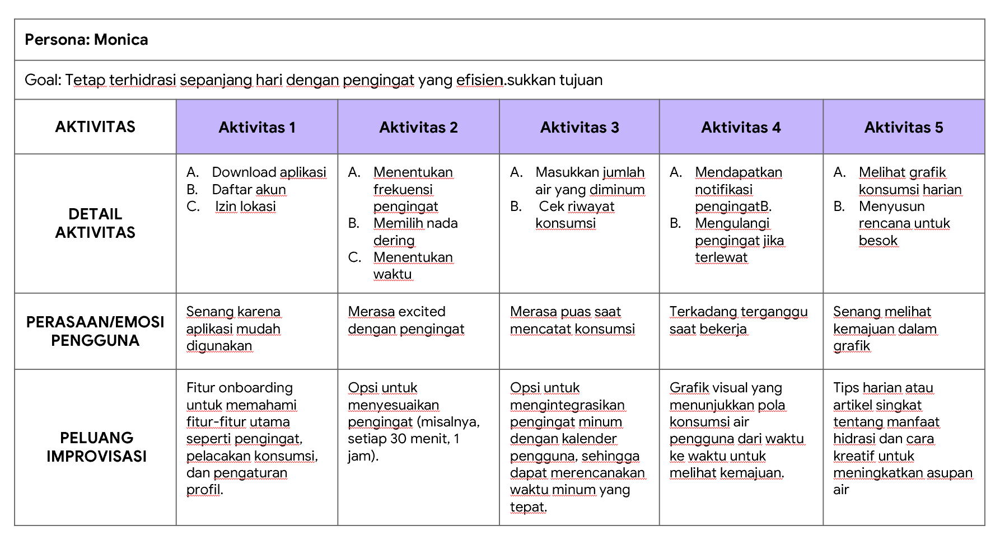 Persona: Monica
Goal: Tetap terhidrasi sepanjang hari dengan pengingat yang efisien.sukkan tujuan
AKTIVITAS
Aktivitas 1
Aktivitas 2
Aktivitas 3
Aktivitas 4
Aktivitas 5
DETAIL
AKTIVITAS
A. Download aplikasi
B. Daftar akun
C. Izin lokasi
A. Menentukan
frekuensi
pengingat
B. Memilih nada
dering
C. Menentukan
waktu
A. Masukkan jumlah
air yang diminum
B. Cek riwayat
konsumsi
A. Mendapatkan
notifikasi
pengingatB.
B. Mengulangi
pengingat jika
terlewat
A. Melihat grafik
konsumsi harian
B. Menyusun
rencana untuk
besok
PERASAAN/EMOSI
PENGGUNA
Senang karena
aplikasi mudah
digunakan
Merasa excited
dengan pengingat
Merasa puas saat
mencatat konsumsi
Terkadang terganggu
saat bekerja
Senang melihat
kemajuan dalam
grafik
PELUANG
IMPROVISASI
Fitur onboarding
untuk memahami
fitur-fitur utama
seperti pengingat,
pelacakan konsumsi,
dan pengaturan
profil.
Opsi untuk
menyesuaikan
pengingat (misalnya,
setiap 30 menit, 1
jam).
Opsi untuk
mengintegrasikan
pengingat minum
dengan kalender
pengguna, sehingga
dapat merencanakan
waktu minum yang
tepat.
Grafik visual yang
menunjukkan pola
konsumsi air
pengguna dari waktu
ke waktu untuk
melihat kemajuan.
Tips harian atau
artikel singkat
tentang manfaat
hidrasi dan cara
kreatif untuk
meningkatkan asupan
air